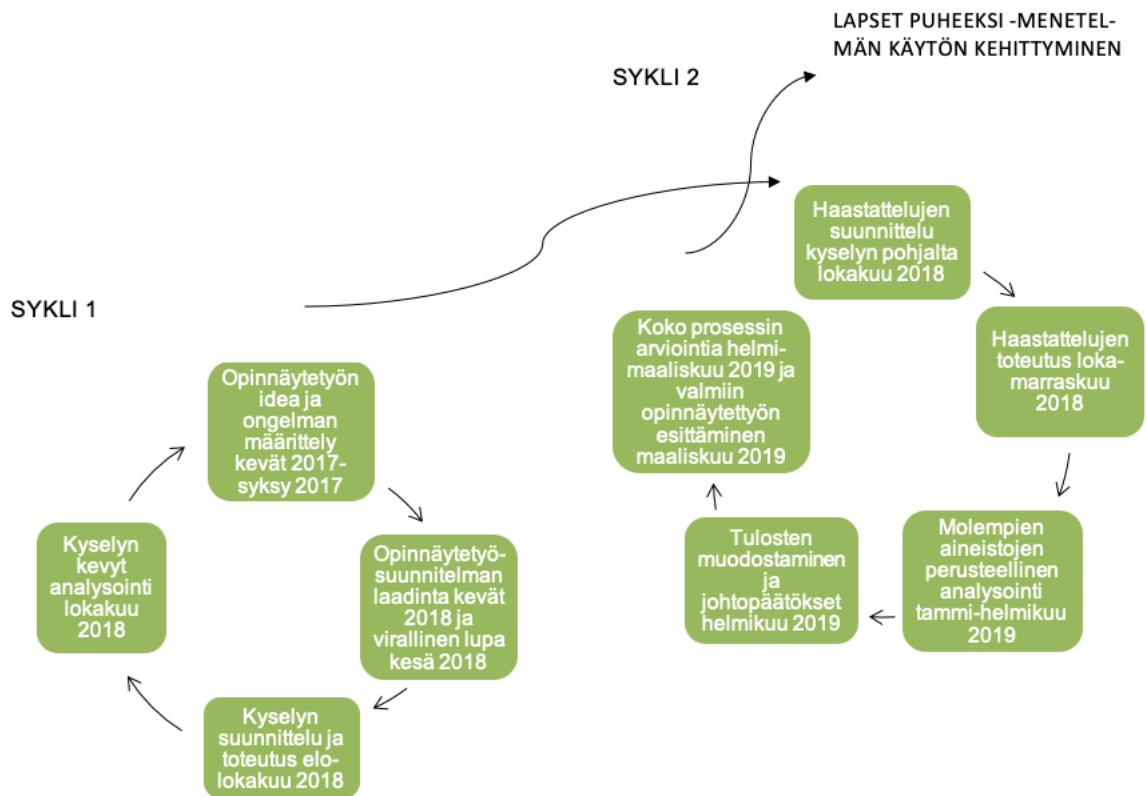 LAPSET PUHEEKSI -MENETEL-
MÄN KÄYTÖN KEHITTYMINEN
SYKLI 2
SYKLI 1
Opinnäytetyön
idea ja
ongelman
määrittely
kevät 2017-
syksy 2017
Opinnäytetyö-
suunnitelman
laadinta kevät
2018 ja
virallinen lupa
kesä 2018
Kyselyn
suunnittelu ja
toteutus elo-
lokakuu 2018
Kyselyn
kevyt
analysointi
lokakuu
2018
Haastattelujen
suunnittelu
kyselyn pohjalta
lokakuu 2018
Haastattelujen
toteutus loka-
marraskuu
2018
Molempien
aineistojen
perusteellinen
analysointi
tammi-helmikuu
2019
Tulosten
muodostaminen
ja
johtopäätökset
helmikuu 2019
Koko prosessin
arviointia helmi-
maaliskuu 2019 ja
valmiin
opinnäytettyön
esittäminen
maaliskuu 2019